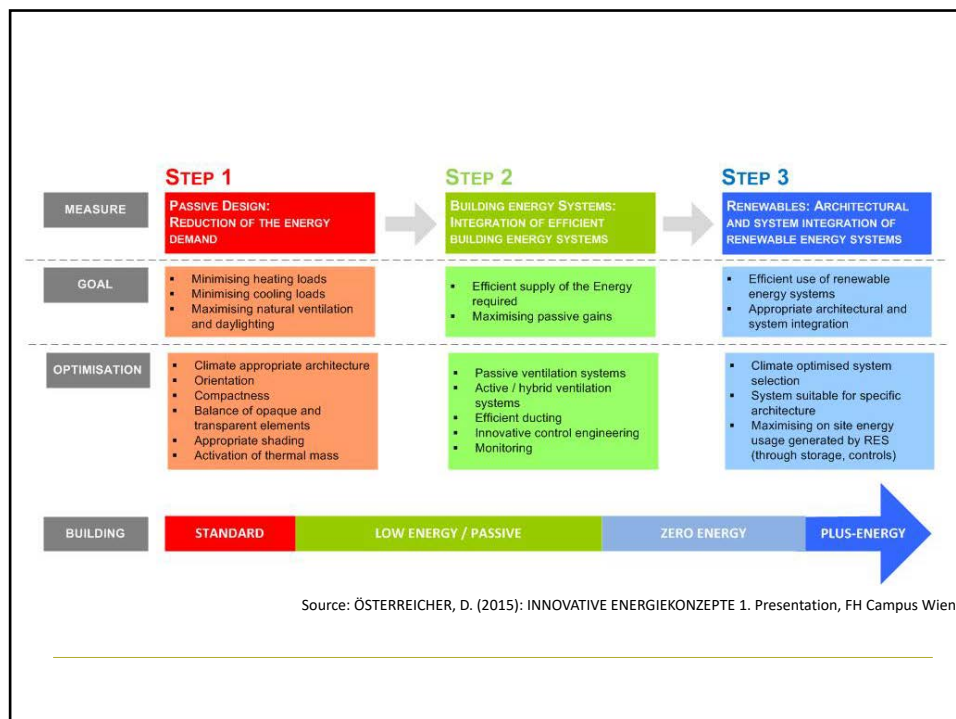 STEP 1
STEP 2
STEP 3
MEASURE
PASSIVE DESIGN:
REDUCTION OF THE ENERGY
DEMAND
BUILDING ENERGY SYSTEMS:
INTEGRATION OF EFFICIENT
BUILDING ENERGY SYSTEMS
RENEWABLES: ARCHITECTURAL
AND SYSTEM INTEGRATION OF
RENEWABLE ENERGY SYSTEMS
GOAL
▪ Minimising heating loads
▪ Minimising cooling loads
▪ Maximising natural ventilation
and daylighting
▪ Efficient supply of the Energy
required
▪ Maximising passive gains
▪ Efficient use of renewable
energy systems
▪ Appropriate architectural and
system integration
OPTIMISATION
▪ Climate appropriate architecture
▪ Orientation
▪ Compactness
▪ Balance of opaque and
transparent elements
▪ Appropriate shading
▪ Activation of thermal mass
▪ Passive ventilation systems
▪ Active / hybrid ventilation
systems
▪ Efficient ducting
▪ Innovative control engineering
▪ Monitoring
▪ Climate optimised system
selection
▪ System suitable for specific
architecture
▪ Maximising on site energy
usage generated by RES
(through storage, controls)
BUILDING
STANDARD
LOW ENERGY / PASSIVE
ZERO ENERGY
PLUS-ENERGY
Source: ÖSTERREICHER, D. (2015): INNOVATIVE ENERGIEKONZEPTE 1. Presentation, FH Campus Wien